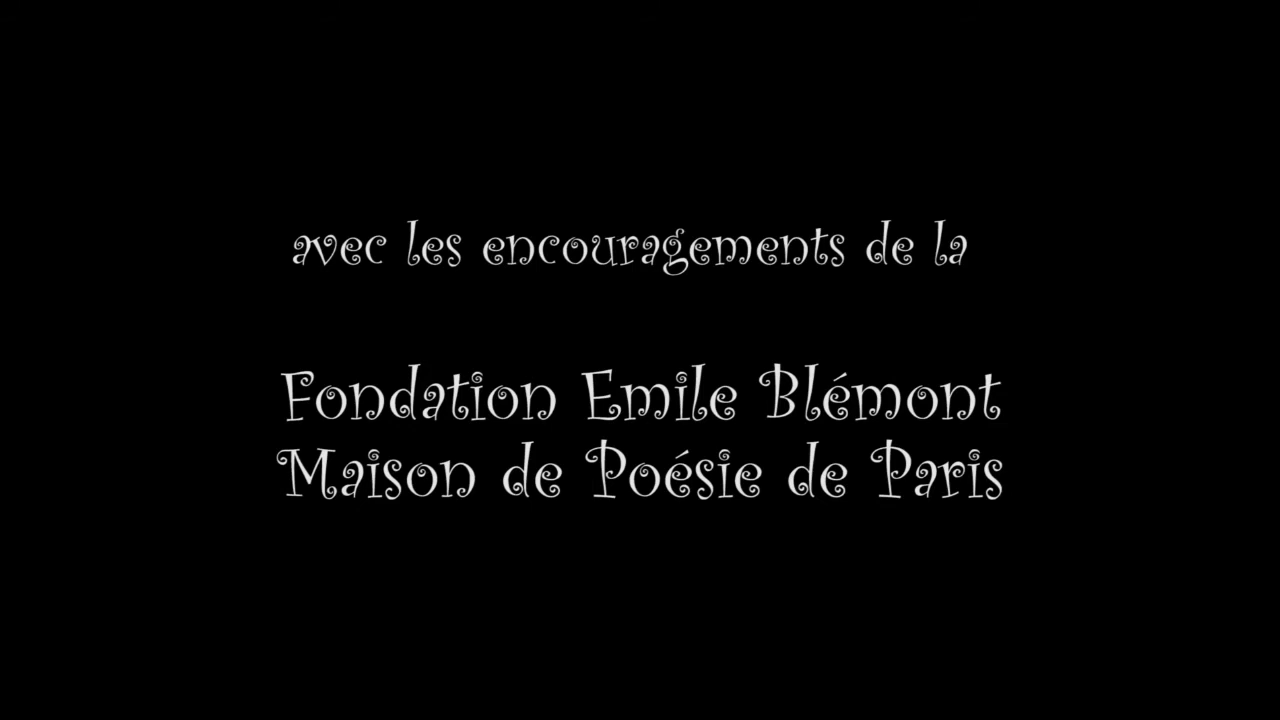 avec les encouragements de la
Fondation Emile Blémont
Maison de Poésie de Paris